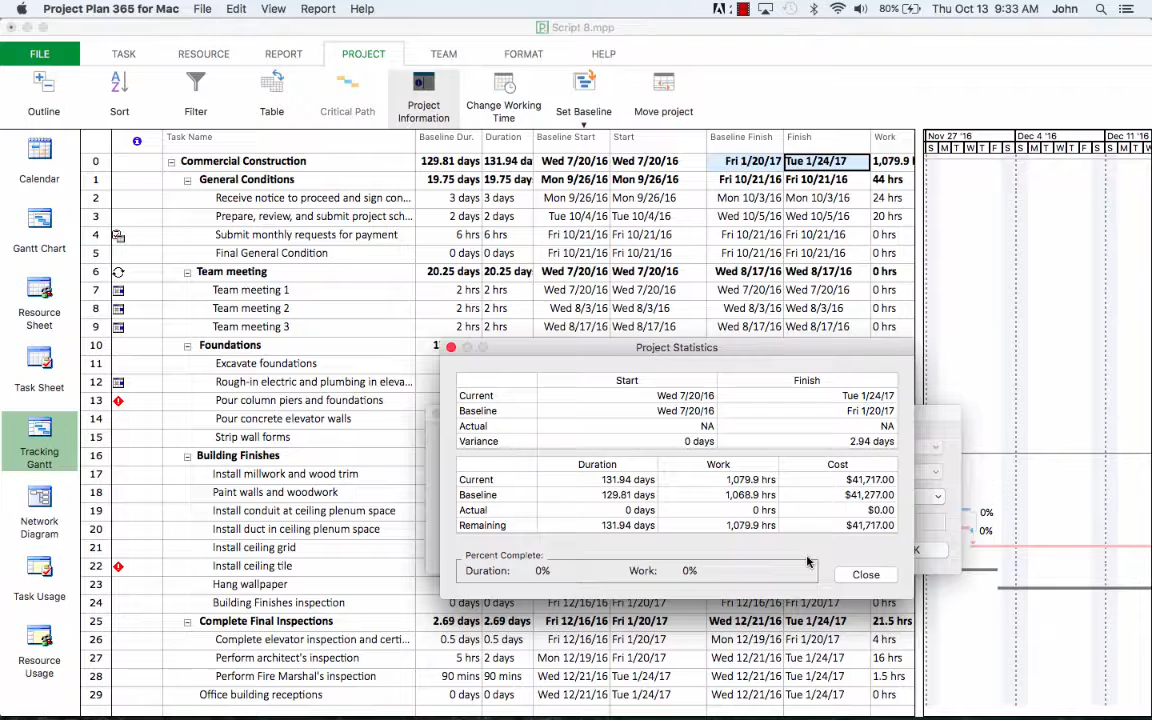 Project Plan 365 for Mac File Edit View Report Help 80% Thu Oct 13 9:33 AM John
Script 8.mpp
FILE TASK RESOURCE REPORT PROJECT TEAM FORMAT HELP
Outline Sort Filter Table Critical Path Project Information Change Working Time Set Baseline Move project
Task Name Baseline Dur. Duration Baseline Start Start Baseline Finish Finish Work
Nov 27 '16 Dec 4 '16 Dec 11 '16
S M T W T F S S M T W T F S S M T W
0 Commercial Construction 129.81 days 131.94 da Wed 7/20/16 Wed 7/20/16 Fri 1/20/17 Tue 1/24/17 1,079.9 
1 General Conditions 19.75 days 19.75 day Mon 9/26/16 Mon 9/26/16 Fri 10/21/16 Fri 10/21/16 44 hrs
2 Receive notice to proceed and sign con... 3 days 3 days Mon 9/26/16 Mon 9/26/16 Mon 10/3/16 Mon 10/3/16 24 hrs
3 Prepare, review, and submit project sch... 2 days 2 days Tue 10/4/16 Tue 10/4/16 Wed 10/5/16 Wed 10/5/16 20 hrs
4 Submit monthly requests for payment 6 hrs 6 hrs Fri 10/21/16 Fri 10/21/16 Fri 10/21/16 Fri 10/21/16 0 hrs
5 Final General Condition 0 days 0 days Fri 10/21/16 Fri 10/21/16 Fri 10/21/16 Fri 10/21/16 0 hrs
6 Team meeting 20.25 days 20.25 day Wed 7/20/16 Wed 7/20/16 Wed 8/17/16 Wed 8/17/16 0 hrs
7 Team meeting 1 2 hrs 2 hrs Wed 7/20/16 Wed 7/20/16 Wed 7/20/16 Wed 7/20/16 0 hrs
8 Team meeting 2 2 hrs 2 hrs Wed 8/3/16 Wed 8/3/16 Wed 8/3/16 Wed 8/3/16 0 hrs
9 Team meeting 3 2 hrs 2 hrs Wed 8/17/16 Wed 8/17/16 Wed 8/17/16 Wed 8/17/16 0 hrs
10 Foundations
11 Excavate foundations
12 Rough-in electric and plumbing in eleva...
13 Pour column piers and foundations
14 Pour concrete elevator walls
15 Strip wall forms
16 Building Finishes
17 Install millwork and wood trim
18 Paint walls and woodwork
19 Install conduit at ceiling plenum space
20 Install duct in ceiling plenum space
21 Install ceiling grid
22 Install ceiling tile
23 Hang wallpaper
24 Building Finishes inspection 0 days 0 days Fri 12/16/16 Fri 1/20/17 Fri 12/16/16 Fri 1/20/17 0 hrs
25 Complete Final Inspections 2.69 days 2.69 days Fri 12/16/16 Fri 1/20/17 Wed 12/21/16 Tue 1/24/17 21.5 hrs
26 Complete elevator inspection and certi... 0.5 days 0.5 days Fri 12/16/16 Fri 1/20/17 Mon 12/19/16 Fri 1/20/17 4 hrs
27 Perform architect's inspection 5 hrs 2 days Mon 12/19/16 Fri 1/20/17 Wed 12/21/16 Tue 1/24/17 16 hrs
28 Perform Fire Marshal's inspection 90 mins 90 mins Wed 12/21/16 Tue 1/24/17 Wed 12/21/16 Tue 1/24/17 1.5 hrs
29 Office building receptions 0 days 0 days Wed 12/21/16 Tue 1/24/17 Wed 12/21/16 Tue 1/24/17 0 hrs
Calendar
Gantt Chart
Resource Sheet
Task Sheet
Tracking Gantt
Network Diagram
Task Usage
Resource Usage
Project Statistics
Start Finish
Current Wed 7/20/16 Tue 1/24/17
Baseline Wed 7/20/16 Fri 1/20/17
Actual NA NA
Variance 0 days 2.94 days
Duration Work Cost
Current 131.94 days 1,079.9 hrs $41,717.00
Baseline 129.81 days 1,068.9 hrs $41,277.00
Actual 0 days 0 hrs $0.00
Remaining 131.94 days 1,079.9 hrs $41,717.00
Percent Complete:
Duration: 0% Work: 0%
Close
0%
0%